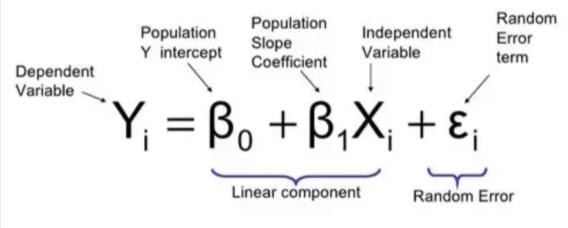 Dependent
Variable
Population
Y intercept
Population
Slope
Coefficient
Independent
Variable
Random
Error
term
Yᵢ = β₀ + β₁Xᵢ + εᵢ
Linear component
Random Error